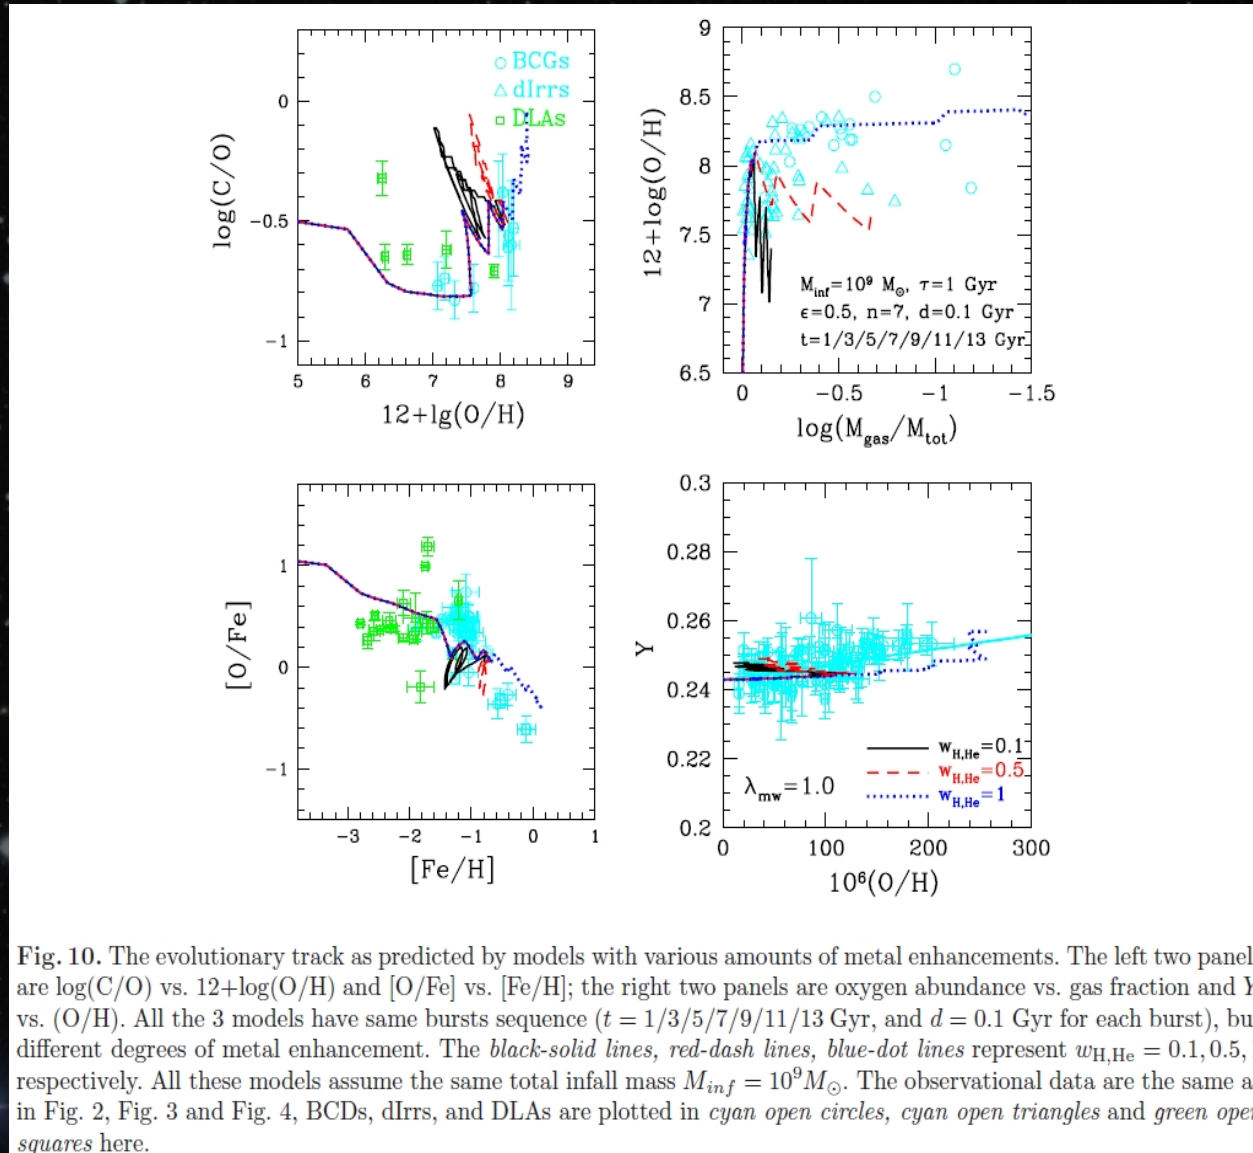 BCGs
dIrrs
DLAs
0
−0.5
−1
log(C/O)
5 6 7 8 9
12+lg(O/H)
9
8.5
8
7.5
7
6.5
12+log(O/H)
M_inf=10⁹ M_⊙, τ=1 Gyr
ϵ=0.5, n=7, d=0.1 Gyr
t=1/3/5/7/9/11/13 Gyr
0 −0.5 −1 −1.5
log(M_gas/M_tot)
1
0
−1
[O/Fe]
−3 −2 −1 0 1
[Fe/H]
0.3
0.28
0.26
0.24
0.22
0.2
Y
w_H,He=0.1
w_H,He=0.5
w_H,He=1
λ_mw=1.0
0 100 200 300
10⁶(O/H)
Fig. 10. The evolutionary track as predicted by models with various amounts of metal enhancements. The left two panel
are log(C/O) vs. 12+log(O/H) and [O/Fe] vs. [Fe/H]; the right two panels are oxygen abundance vs. gas fraction and Y
vs. (O/H). All the 3 models have same bursts sequence (t = 1/3/5/7/9/11/13 Gyr, and d = 0.1 Gyr for each burst), bu
different degrees of metal enhancement. The black-solid lines, red-dash lines, blue-dot lines represent w_H,He = 0.1, 0.5,
respectively. All these models assume the same total infall mass M_inf = 10⁹M_⊙. The observational data are the same a
in Fig. 2, Fig. 3 and Fig. 4, BCDs, dIrrs, and DLAs are plotted in cyan open circles, cyan open triangles and green ope
squares here.